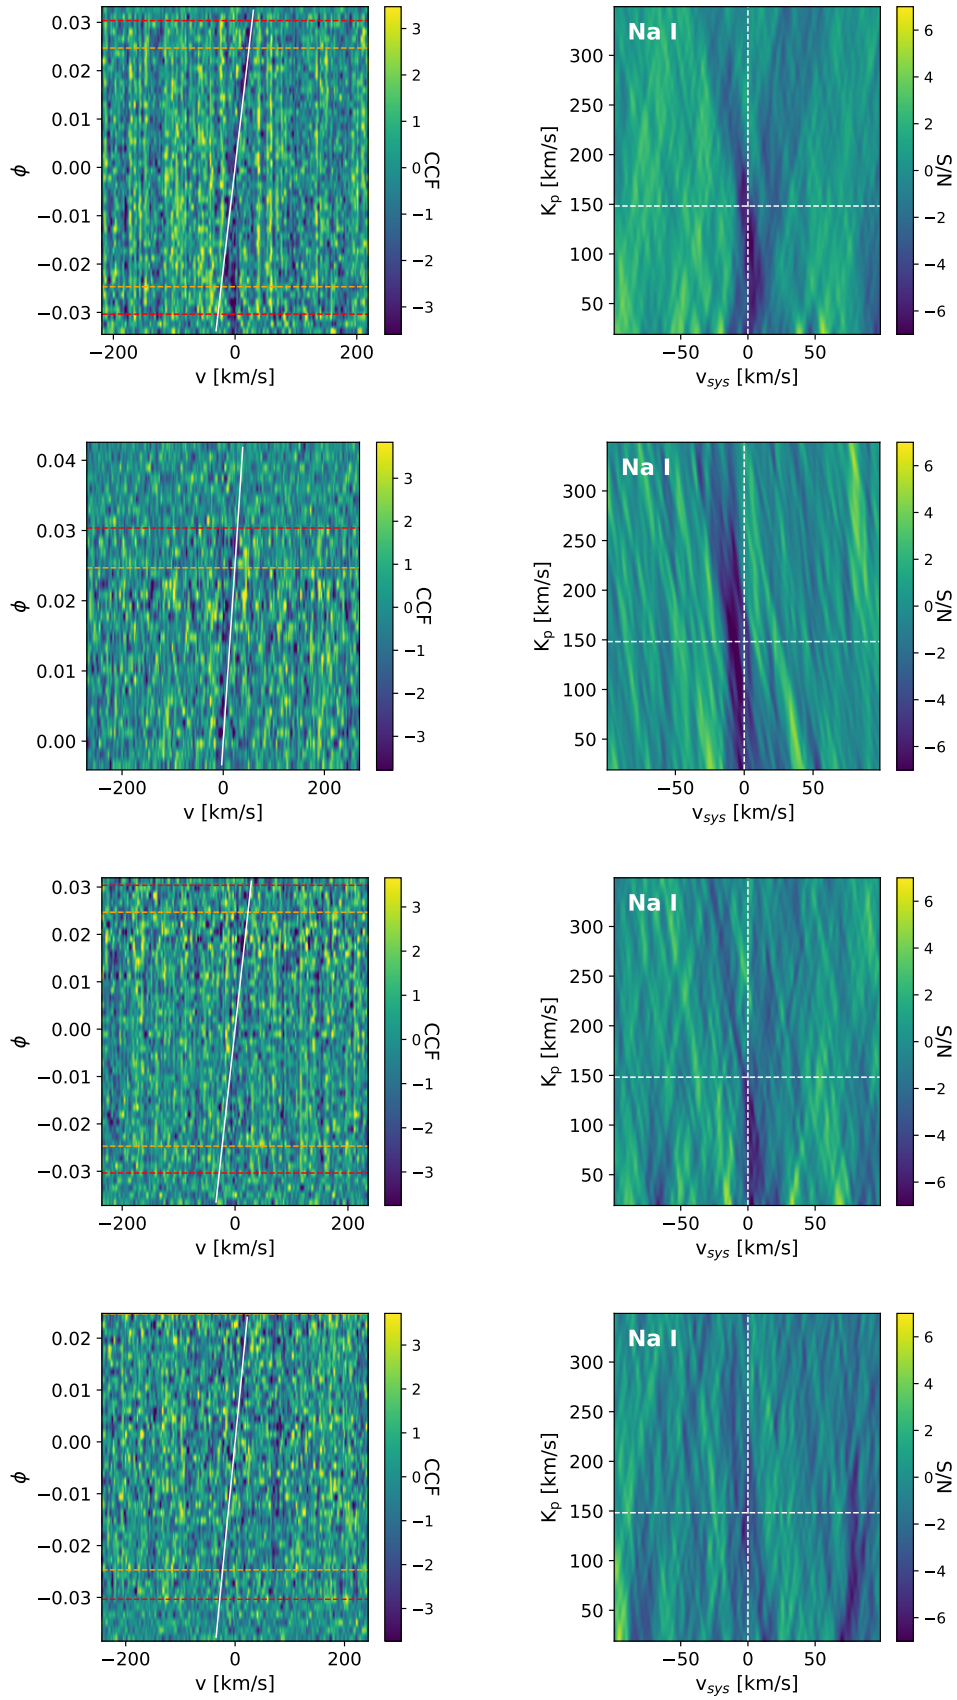 0.03
0.02
0.01
0.00
−0.01
−0.02
−0.03
ϕ
−200 0 200
v [km/s]
3
2
1
0
−1
−2
−3
CCF
Na I
300
250
200
150
100
50
K_p [km/s]
−50 0 50
v_sys [km/s]
6
4
2
0
−2
−4
−6
S/N
0.04
0.03
0.02
0.01
0.00
ϕ
−200 0 200
v [km/s]
3
2
1
0
−1
−2
−3
CCF
Na I
300
250
200
150
100
50
K_p [km/s]
−50 0 50
v_sys [km/s]
6
4
2
0
−2
−4
−6
S/N
0.03
0.02
0.01
0.00
−0.01
−0.02
−0.03
ϕ
−200 0 200
v [km/s]
3
2
1
0
−1
−2
−3
CCF
Na I
300
250
200
150
100
50
K_p [km/s]
−50 0 50
v_sys [km/s]
6
4
2
0
−2
−4
−6
S/N
0.02
0.01
0.00
−0.01
−0.02
−0.03
ϕ
−200 0 200
v [km/s]
3
2
1
0
−1
−2
−3
CCF
Na I
300
250
200
150
100
50
K_p [km/s]
−50 0 50
v_sys [km/s]
6
4
2
0
−2
−4
−6
S/N